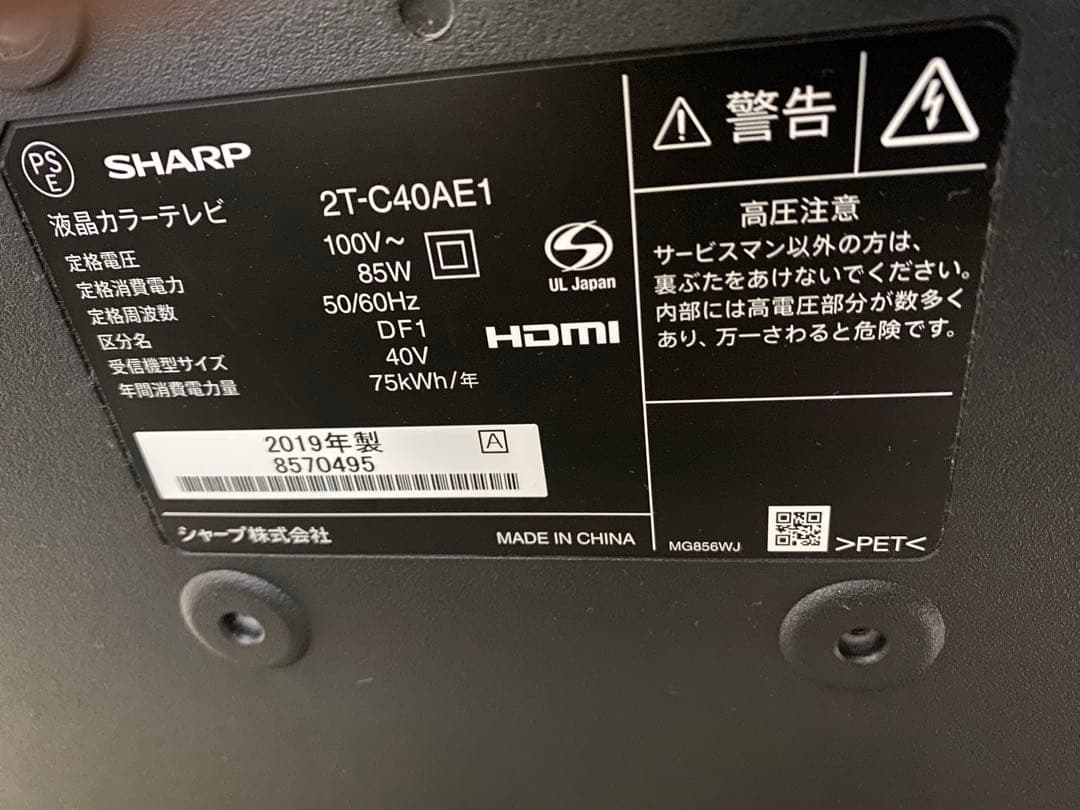 PSE SHARP
液晶カラーテレビ 2T-C40AE1
定格電圧 100V～
定格消費電力 85W
定格周波数 50/60Hz
区分名 DF1
受信機型サイズ 40V
年間消費電力量 75kWh/年
UL Japan
HDMI
2019年製 A
8570495
シャープ株式会社 MADE IN CHINA
警告
高圧注意
サービスマン以外の方は、
裏ぶたをあけないでください。
内部には高電圧部分が数多く
あり、万一さわると危険です。
MG856WJ >PET<